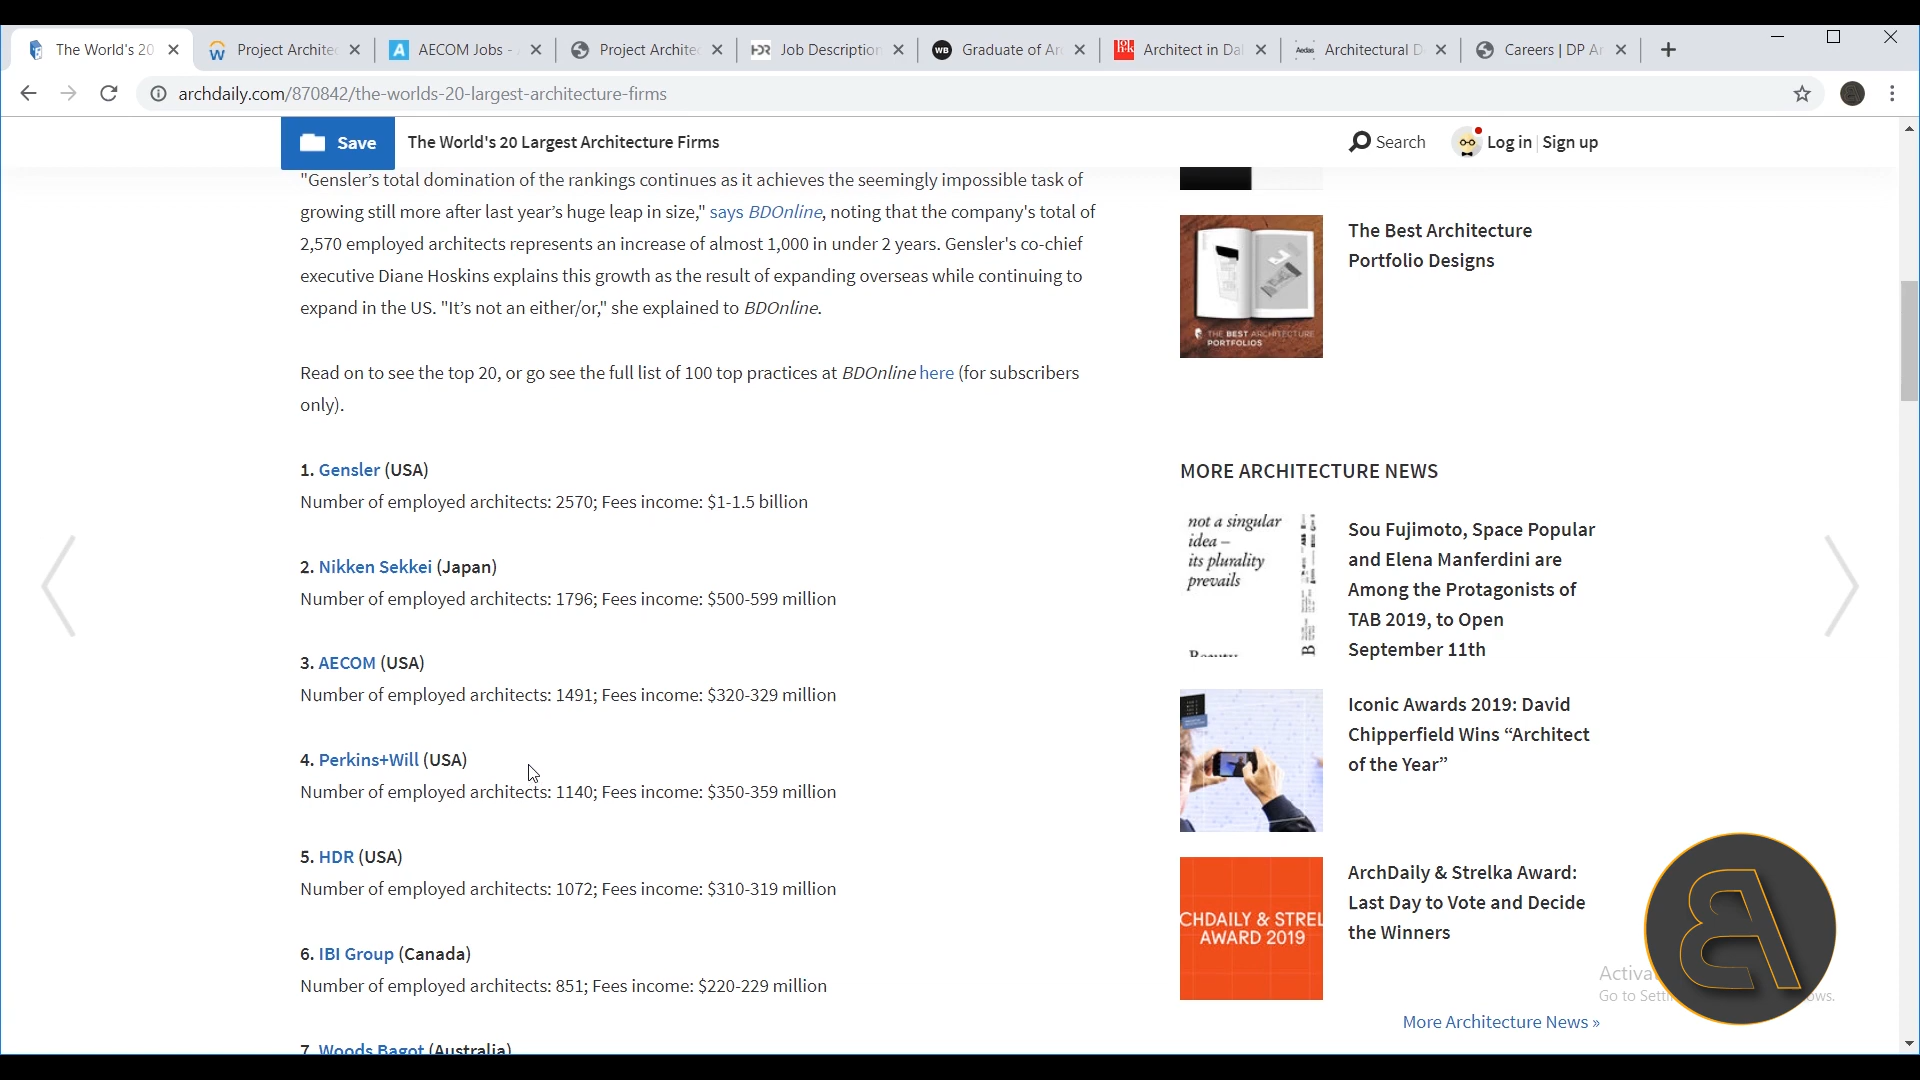 The World's 20
Project Architec
AECOM Jobs -
Project Architec
HDR
Job Description
WB
Graduate of Arc
Architect in Dal
Aedas
Architectural D
Careers | DP Ar
archdaily.com/870842/the-worlds-20-largest-architecture-firms
Save
The World's 20 Largest Architecture Firms
Search
Log in | Sign up
"Gensler’s total domination of the rankings continues as it achieves the seemingly impossible task of
growing still more after last year’s huge leap in size," says BDOnline, noting that the company's total of
2,570 employed architects represents an increase of almost 1,000 in under 2 years. Gensler's co-chief
executive Diane Hoskins explains this growth as the result of expanding overseas while continuing to
expand in the US. "It’s not an either/or," she explained to BDOnline.
Read on to see the top 20, or go see the full list of 100 top practices at BDOnline here (for subscribers
only).
1. Gensler (USA)
Number of employed architects: 2570; Fees income: $1-1.5 billion
2. Nikken Sekkei (Japan)
Number of employed architects: 1796; Fees income: $500-599 million
3. AECOM (USA)
Number of employed architects: 1491; Fees income: $320-329 million
4. Perkins+Will (USA)
Number of employed architects: 1140; Fees income: $350-359 million
5. HDR (USA)
Number of employed architects: 1072; Fees income: $310-319 million
6. IBI Group (Canada)
Number of employed architects: 851; Fees income: $220-229 million
7. Woods Bagot (Australia)
THE BEST ARCHITECTURE
PORTFOLIOS
The Best Architecture
Portfolio Designs
MORE ARCHITECTURE NEWS
not a singular
idea –
its plurality
prevails
Beauty
Sou Fujimoto, Space Popular
and Elena Manferdini are
Among the Protagonists of
TAB 2019, to Open
September 11th
Iconic Awards 2019: David
Chipperfield Wins “Architect
of the Year”
CHDAILY & STREL
AWARD 2019
ArchDaily & Strelka Award:
Last Day to Vote and Decide
the Winners
Activa
Go to Setti
ows.
More Architecture News »